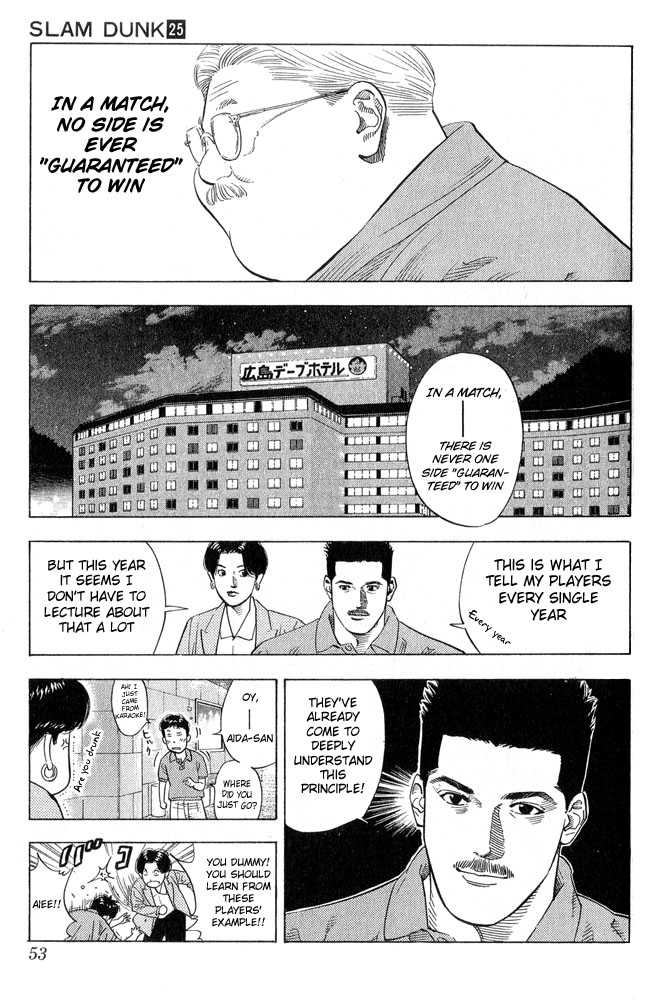 SLAM DUNK 25
IN A MATCH,
NO SIDE IS
EVER
"GUARANTEED"
TO WIN
広島デープホテル
IN A MATCH,
THERE IS
NEVER ONE
SIDE "GUARAN-
TEED" TO WIN
THIS IS WHAT I
TELL MY PLAYERS
EVERY SINGLE
YEAR
Every year
BUT THIS YEAR
IT SEEMS I
DON'T HAVE TO
LECTURE ABOUT
THAT A LOT
THEY'VE
ALREADY
COME TO
DEEPLY
UNDERSTAND
THIS
PRINCIPLE!
OY,
AIDA-SAN
WHERE
DID YOU
JUST GO?
AH! I
JUST
CAME
FROM
KARAOKE!
Are you drunk
YOU DUMMY!
YOU SHOULD
LEARN FROM
THESE
PLAYERS'
EXAMPLE!!
AIEE!!
53